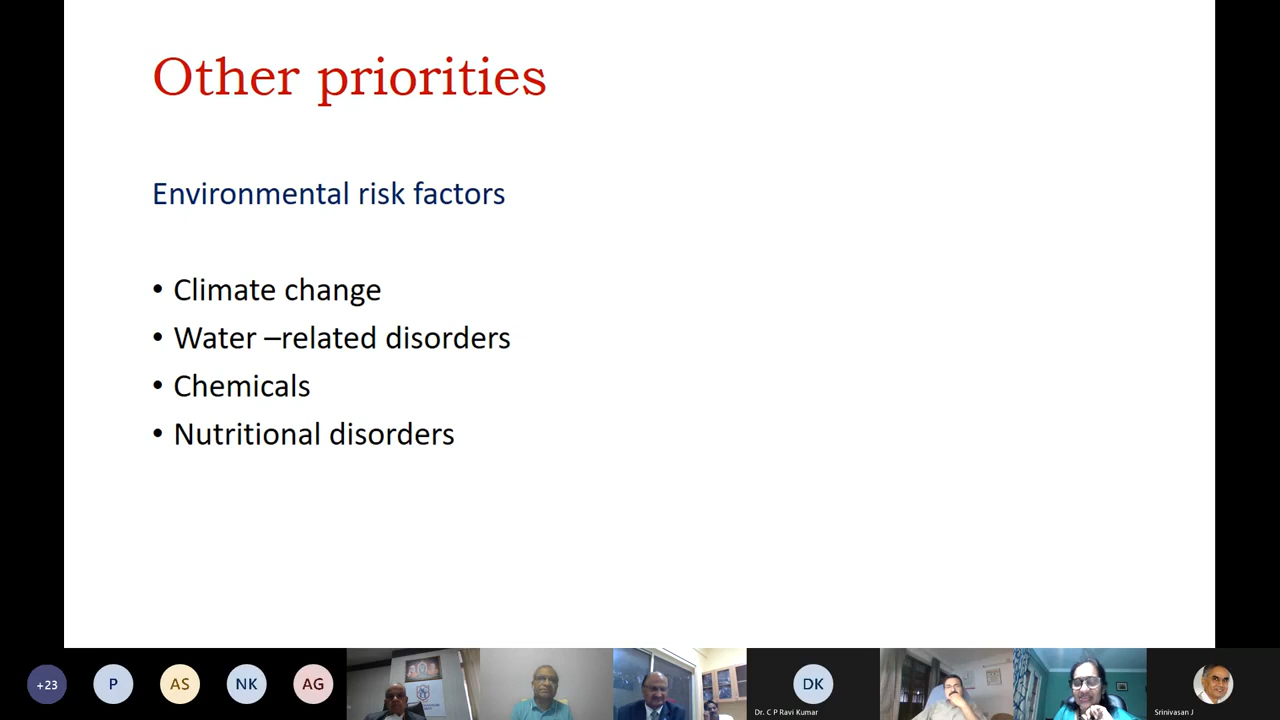 Other priorities
Environmental risk factors
• Climate change
• Water –related disorders
• Chemicals
• Nutritional disorders
+23
P
AS
NK
AG
DK
Dr. C P Ravi Kumar
Srinivasan J